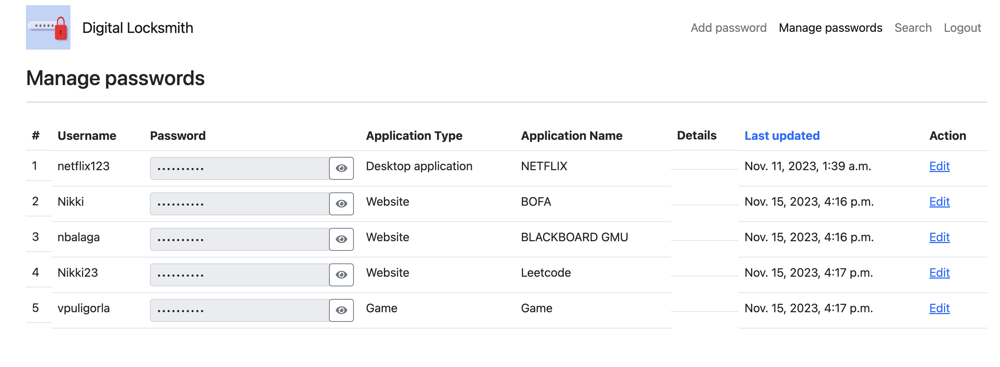 ***** Digital Locksmith Add password Manage passwords Search Logout
Manage passwords
# Username Password Application Type Application Name Details Last updated Action
1 netflix123 •••••••••• Desktop application NETFLIX Nov. 11, 2023, 1:39 a.m. Edit
2 Nikki •••••••••• Website BOFA Nov. 15, 2023, 4:16 p.m. Edit
3 nbalaga •••••••••• Website BLACKBOARD GMU Nov. 15, 2023, 4:16 p.m. Edit
4 Nikki23 •••••••••• Website Leetcode Nov. 15, 2023, 4:17 p.m. Edit
5 vpuligorla •••••••••• Game Game Nov. 15, 2023, 4:17 p.m. Edit